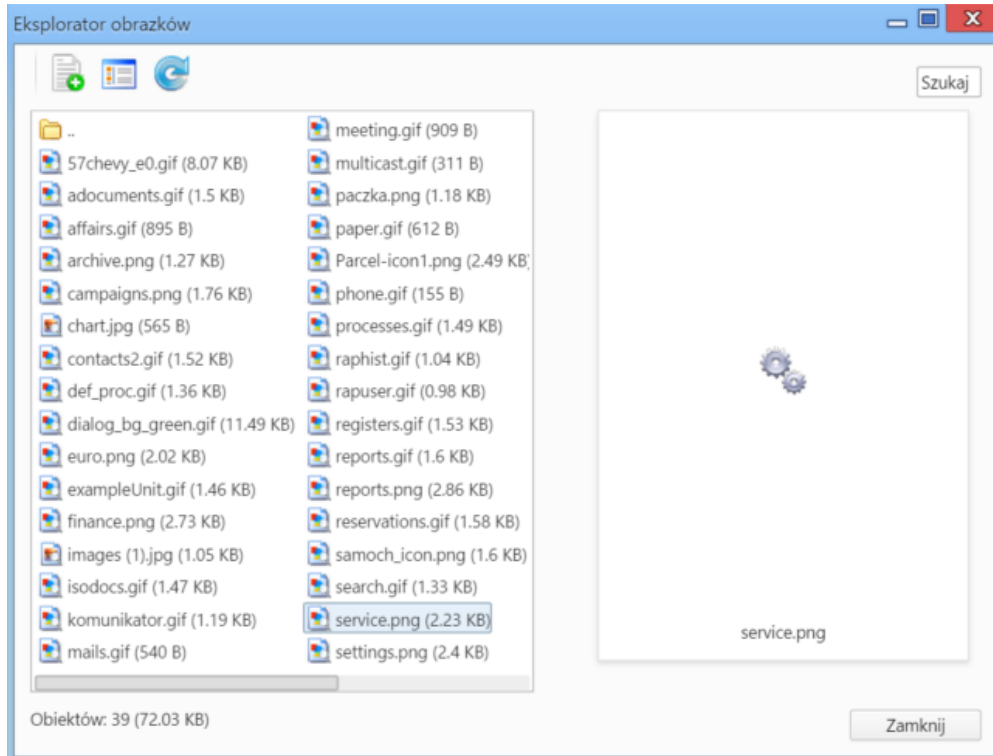 Eksplorator obrazków
Szukaj
..
57chevy_e0.gif (8.07 KB)
adocuments.gif (1.5 KB)
affairs.gif (895 B)
archive.png (1.27 KB)
campaigns.png (1.76 KB)
chart.jpg (565 B)
contacts2.gif (1.52 KB)
def_proc.gif (1.36 KB)
dialog_bg_green.gif (11.49 KB)
euro.png (2.02 KB)
exampleUnit.gif (1.46 KB)
finance.png (2.73 KB)
images (1).jpg (1.05 KB)
isodocs.gif (1.47 KB)
komunikator.gif (1.19 KB)
mails.gif (540 B)
meeting.gif (909 B)
multicast.gif (311 B)
paczka.png (1.18 KB)
paper.gif (612 B)
Parcel-icon1.png (2.49 KB)
phone.gif (155 B)
processes.gif (1.49 KB)
raphist.gif (1.04 KB)
rapuser.gif (0.98 KB)
registers.gif (1.53 KB)
reports.gif (1.6 KB)
reports.png (2.86 KB)
reservations.gif (1.58 KB)
samoch_icon.png (1.6 KB)
search.gif (1.33 KB)
service.png (2.23 KB)
settings.png (2.4 KB)
service.png
Obiektów: 39 (72.03 KB)
Zamknij